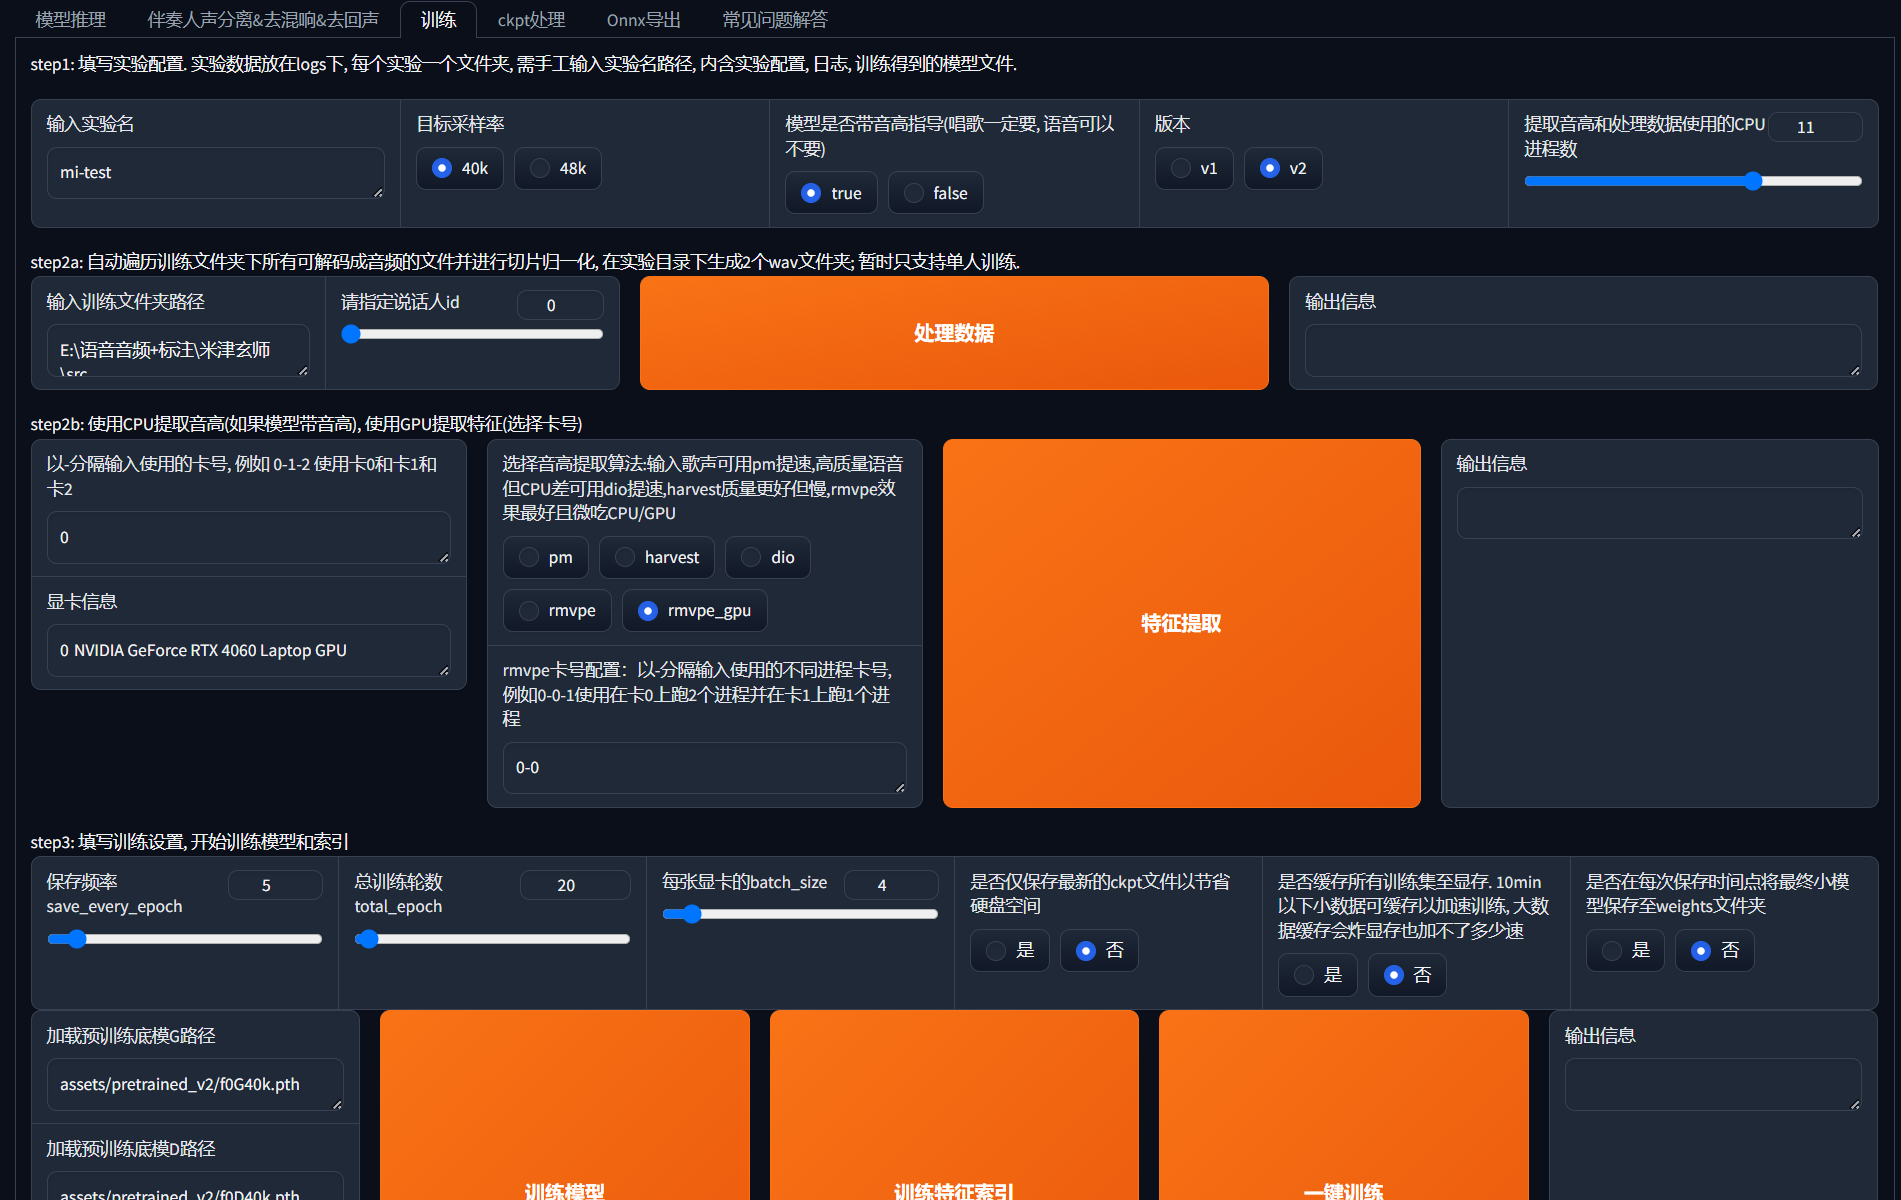 模型推理
伴奏人声分离&去混响&去回声
训练
ckpt处理
Onnx导出
常见问题解答
step1: 填写实验配置. 实验数据放在logs下, 每个实验一个文件夹, 需手工输入实验名路径, 内含实验配置, 日志, 训练得到的模型文件.
输入实验名
mi-test
目标采样率
40k
48k
模型是否带音高指导(唱歌一定要, 语音可以
不要)
true
false
版本
v1
v2
提取音高和处理数据使用的CPU
进程数
11
step2a: 自动遍历训练文件夹下所有可解码成音频的文件并进行切片归一化, 在实验目录下生成2个wav文件夹; 暂时只支持单人训练.
输入训练文件夹路径
E:\语音音频+标注\米津玄师
\src
请指定说话人id
0
处理数据
输出信息
step2b: 使用CPU提取音高(如果模型带音高), 使用GPU提取特征(选择卡号)
以-分隔输入使用的卡号, 例如 0-1-2 使用卡0和卡1和
卡2
0
显卡信息
0 NVIDIA GeForce RTX 4060 Laptop GPU
选择音高提取算法:输入歌声可用pm提速,高质量语音
但CPU差可用dio提速,harvest质量更好但慢,rmvpe效
果最好且微吃CPU/GPU
pm
harvest
dio
rmvpe
rmvpe_gpu
rmvpe卡号配置：以-分隔输入使用的不同进程卡号,
例如0-0-1使用在卡0上跑2个进程并在卡1上跑1个进
程
0-0
特征提取
输出信息
step3: 填写训练设置, 开始训练模型和索引
保存频率
save_every_epoch
5
总训练轮数
total_epoch
20
每张显卡的batch_size
4
是否仅保存最新的ckpt文件以节省
硬盘空间
是
否
是否缓存所有训练集至显存. 10min
以下小数据可缓存以加速训练, 大数
据缓存会炸显存也加不了多少速
是
否
是否在每次保存时间点将最终小模
型保存至weights文件夹
是
否
加载预训练底模G路径
assets/pretrained_v2/f0G40k.pth
加载预训练底模D路径
assets/pretrained_v2/f0D40k.pth
训练模型
训练特征索引
一键训练
输出信息